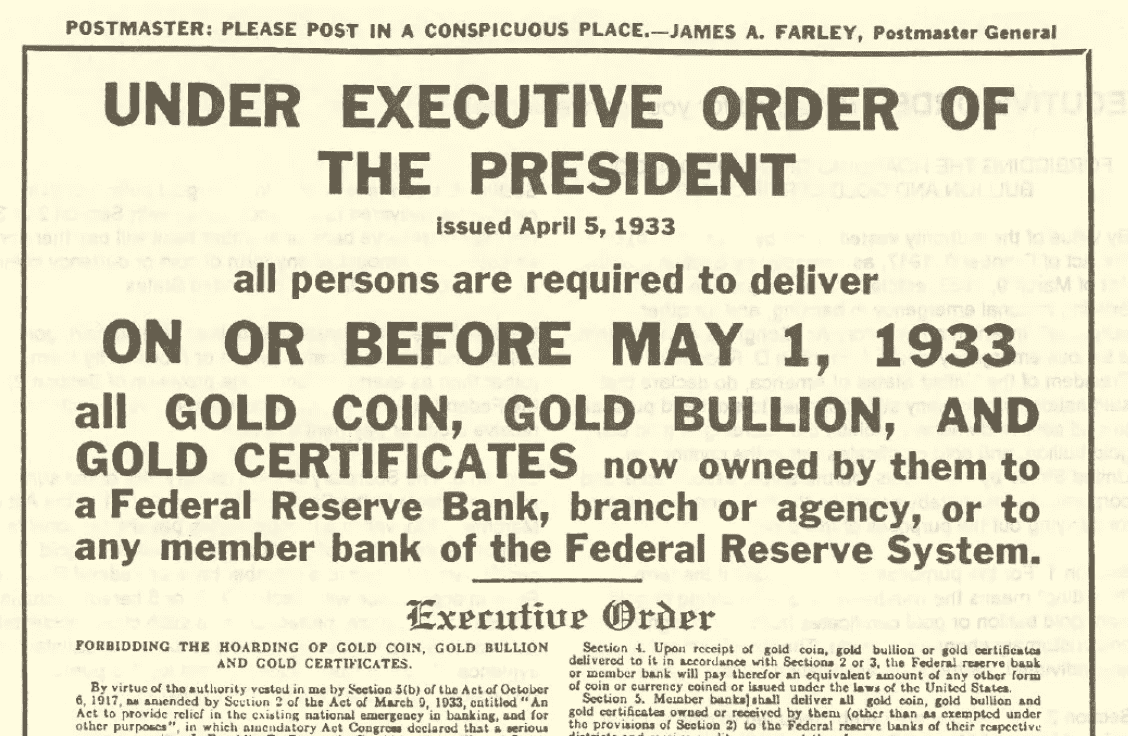 POSTMASTER: PLEASE POST IN A CONSPICUOUS PLACE.—JAMES A. FARLEY, Postmaster General
UNDER EXECUTIVE ORDER OF
THE PRESIDENT
issued April 5, 1933
all persons are required to deliver
ON OR BEFORE MAY 1, 1933
all GOLD COIN, GOLD BULLION, AND
GOLD CERTIFICATES now owned by them to
a Federal Reserve Bank, branch or agency, or to
any member bank of the Federal Reserve System.
Executive Order
FORBIDDING THE HOARDING OF GOLD COIN, GOLD BULLION
AND GOLD CERTIFICATES.
By virtue of the authority vested in me by Section 5(b) of the Act of October
6, 1917, as amended by Section 2 of the Act of March 9, 1933, entitled "An
Act to provide relief in the existing national emergency in banking, and for
other purposes", in which amendatory Act Congress declared that a serious
Section 4. Upon receipt of gold coin, gold bullion or gold certificates
delivered to it in accordance with Sections 2 or 3, the Federal reserve bank
or member bank will pay therefor an equivalent amount of any other form
of coin or currency coined or issued under the laws of the United States.
Section 5. Member banks shall deliver all gold coin, gold bullion and
gold certificates owned or received by them (other than as exempted under
the provisions of Section 2) to the Federal reserve banks of their respective